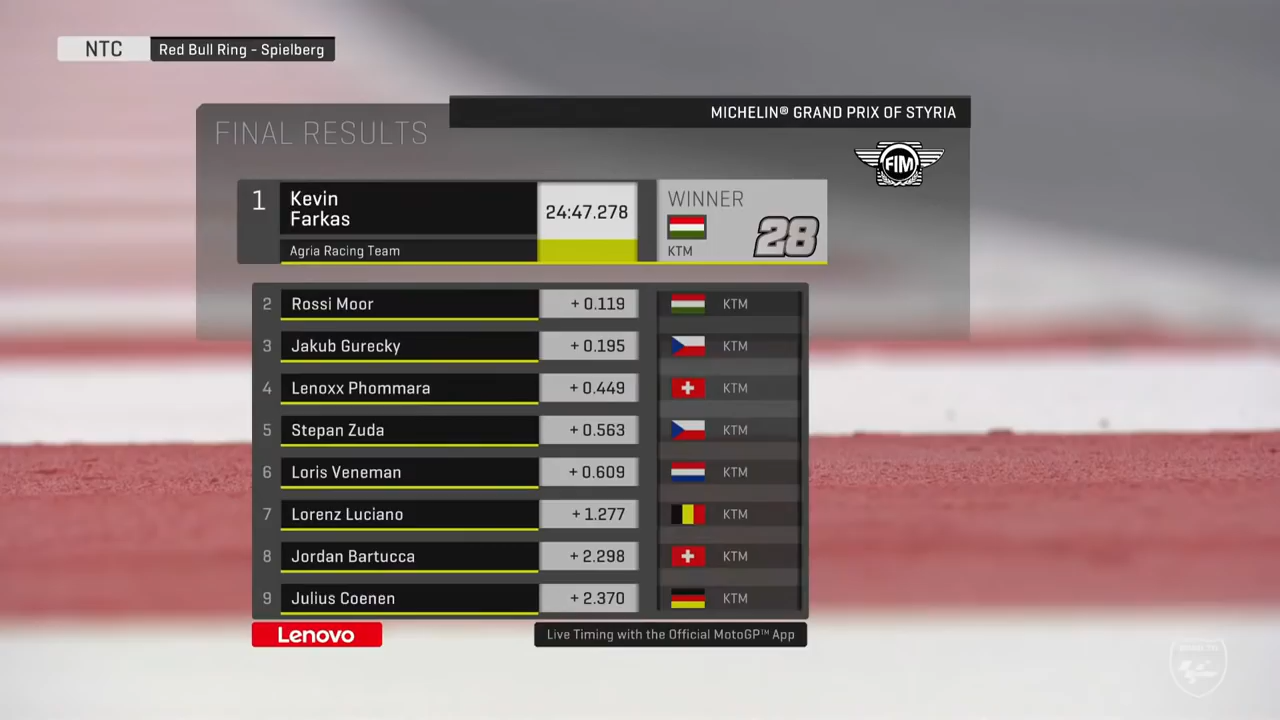 NTC
Red Bull Ring - Spielberg
MICHELIN® GRAND PRIX OF STYRIA
FINAL RESULTS
FIM
1 Kevin Farkas 24:47.278
Agria Racing Team
WINNER
28
KTM
2 Rossi Moor + 0.119 KTM
3 Jakub Gurecky + 0.195 KTM
4 Lenoxx Phommara + 0.449 KTM
5 Stepan Zuda + 0.563 KTM
6 Loris Veneman + 0.609 KTM
7 Lorenz Luciano + 1.277 KTM
8 Jordan Bartucca + 2.298 KTM
9 Julius Coenen + 2.370 KTM
Lenovo
Live Timing with the Official MotoGP™ App